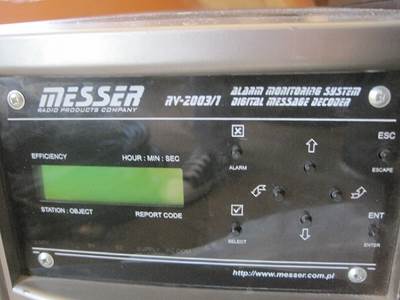 MESSER
RADIO PRODUCTS COMPANY
RV-2003/1
ALARM MONITORING SYSTEM
DIGITAL MESSAGE DECODER
EFFICIENCY
HOUR : MIN : SEC
STATION : OBJECT
REPORT CODE
ALARM
SELECT
ESC
ESCAPE
ENT
ENTER
http://www.messer.com.pl